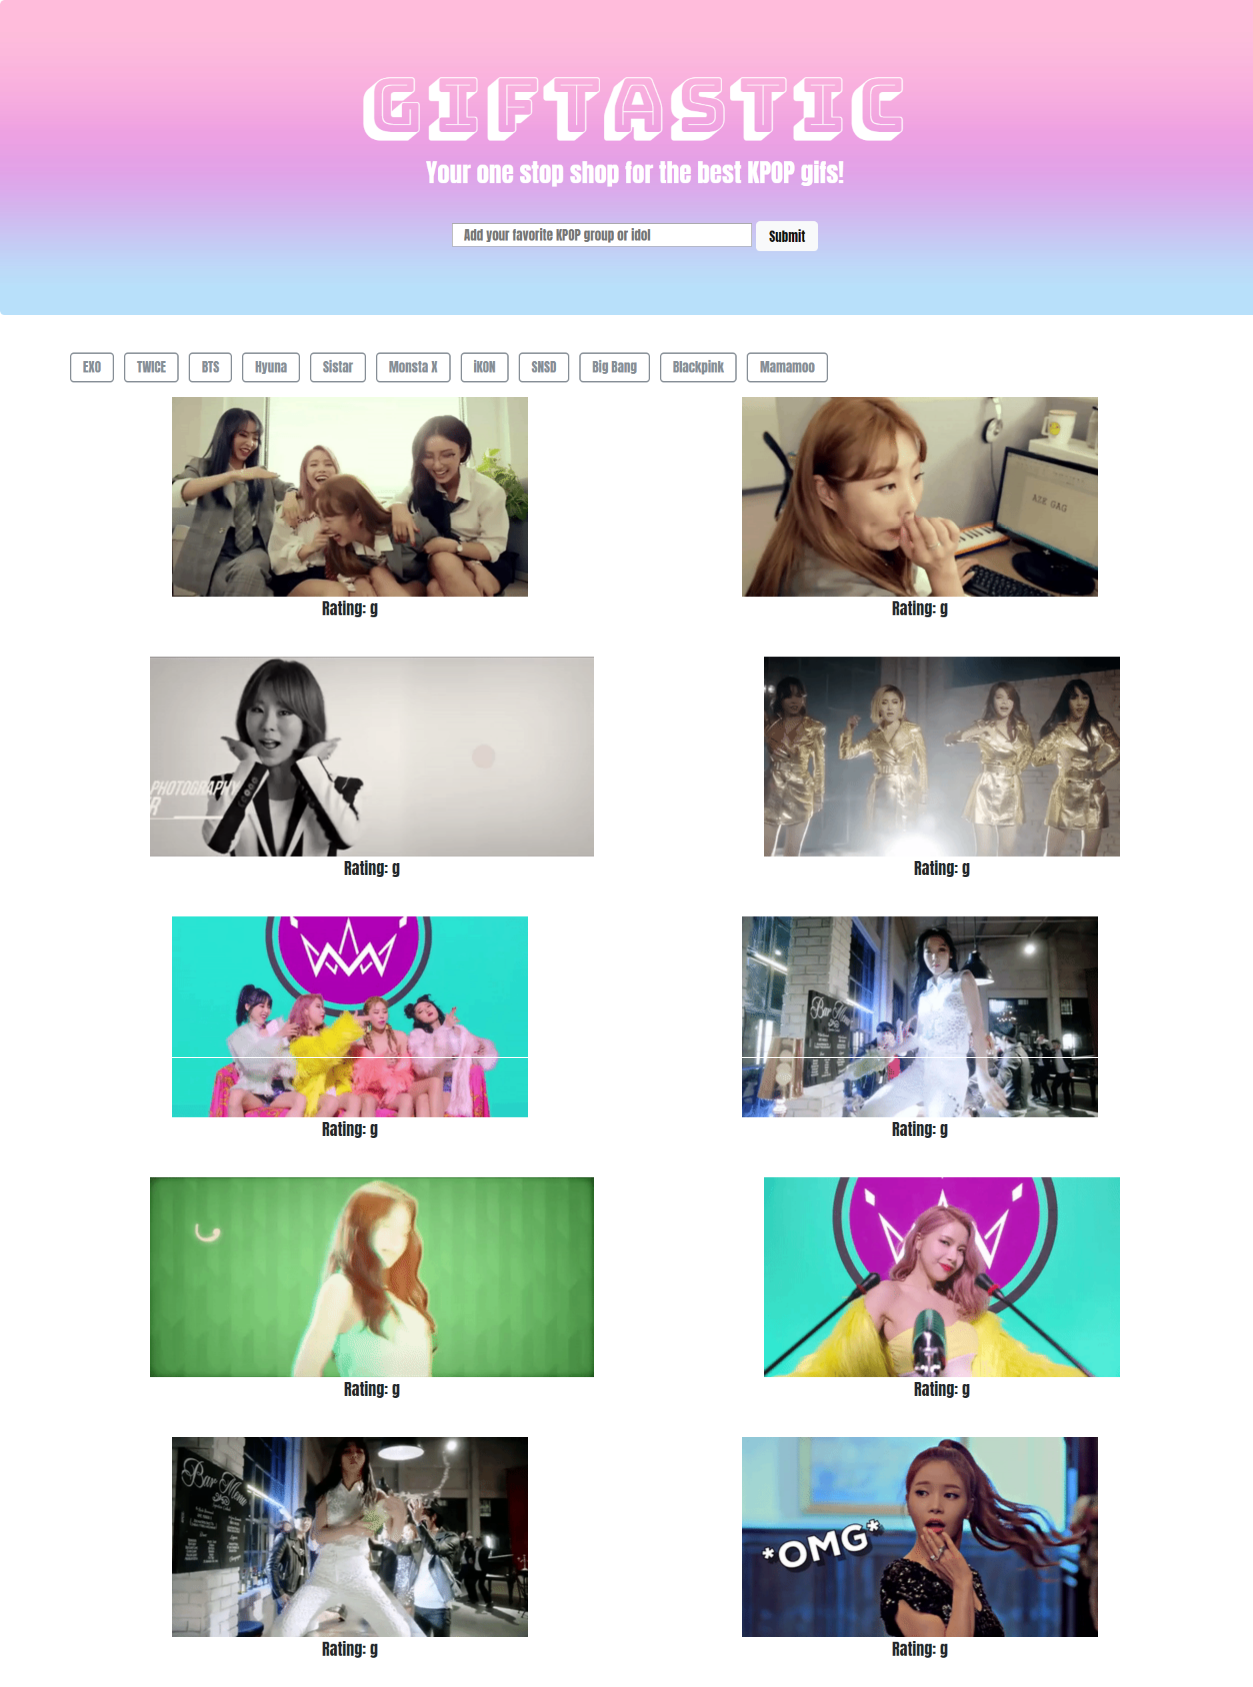 GIFTASTIC
Your one stop shop for the best KPOP gifs!
Add your favorite KPOP group or idol Submit
EXO TWICE BTS Hyuna Sistar Monsta X iKON SNSD Big Bang Blackpink Mamamoo
AZE GAG
Rating: g Rating: g
PHOTOGRAPHY
R
Rating: g Rating: g
Bar Menu
Rating: g Rating: g
Rating: g Rating: g
Bar Menu
*OMG*
Rating: g Rating: g